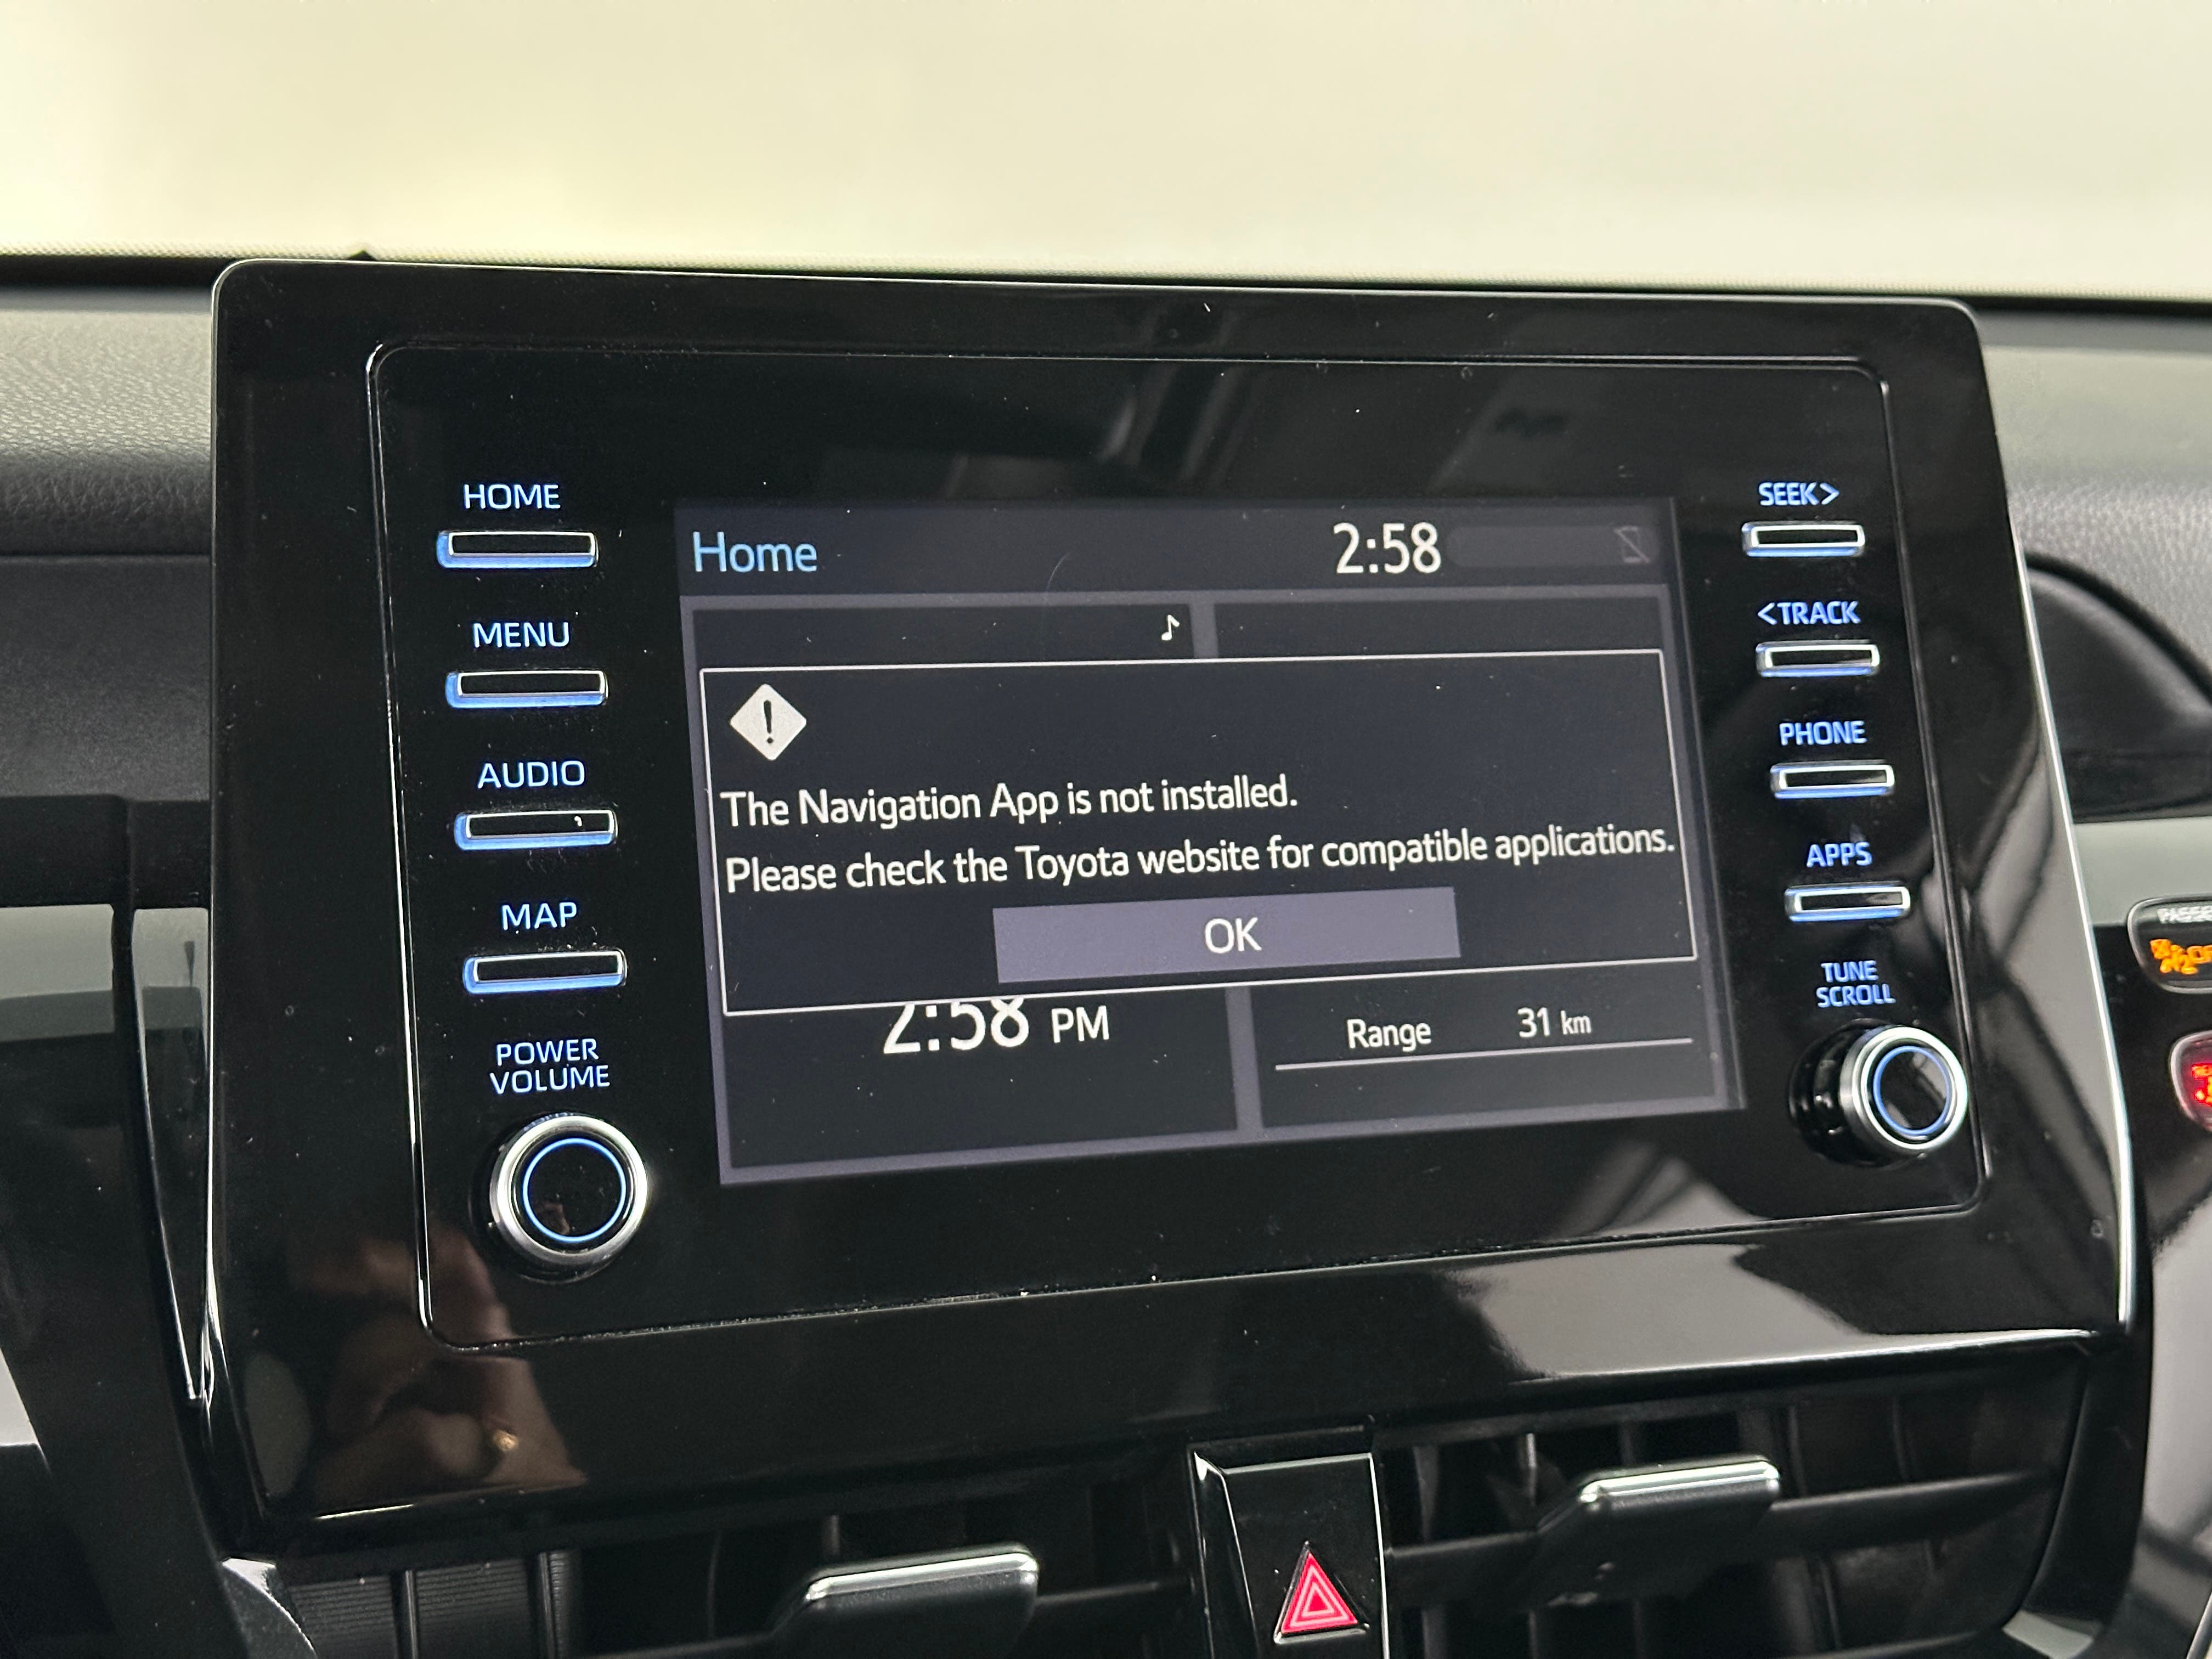 HOME
MENU
AUDIO
MAP
POWER
VOLUME
Home
2:58
The Navigation App is not installed.
Please check the Toyota website for compatible applications.
OK
2:58 PM
Range 31 km
SEEK>
<TRACK
PHONE
APPS
TUNE
SCROLL